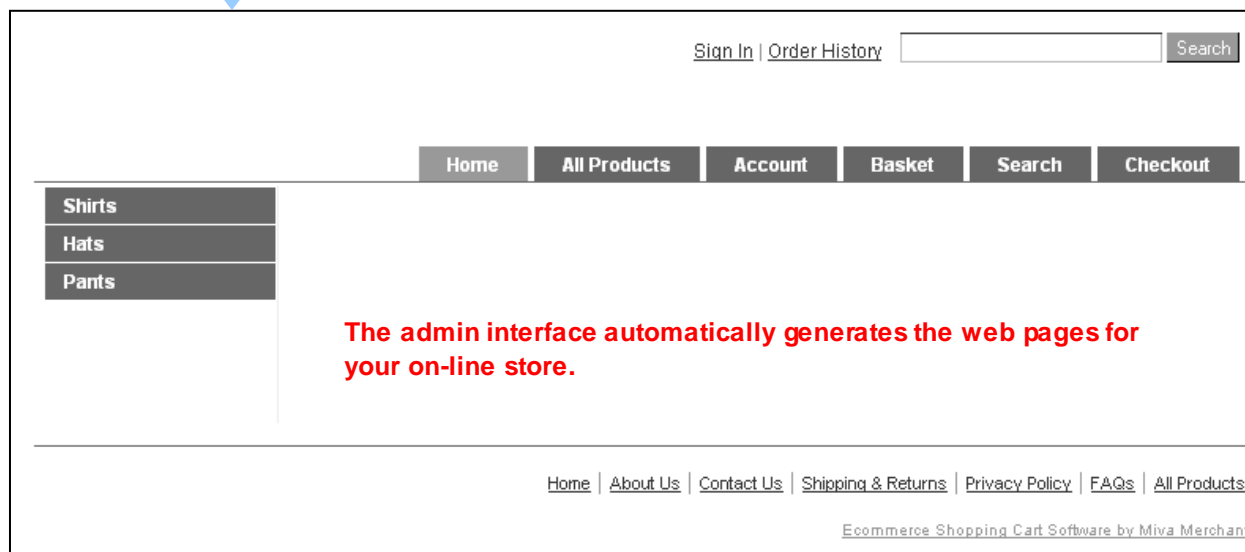 Sign In | Order History Search
Home All Products Account Basket Search Checkout
Shirts
Hats
Pants
The admin interface automatically generates the web pages for
your on-line store.
Home | About Us | Contact Us | Shipping & Returns | Privacy Policy | FAQs | All Products
Ecommerce Shopping Cart Software by Miva Merchan